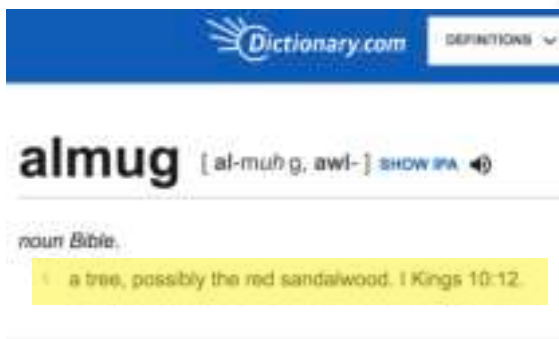 Dictionary.com DEFINITIONS
almug [ al-muhg, awl- ] SHOW IPA
noun Bible.
a tree, possibly the red sandalwood. I Kings 10:12.